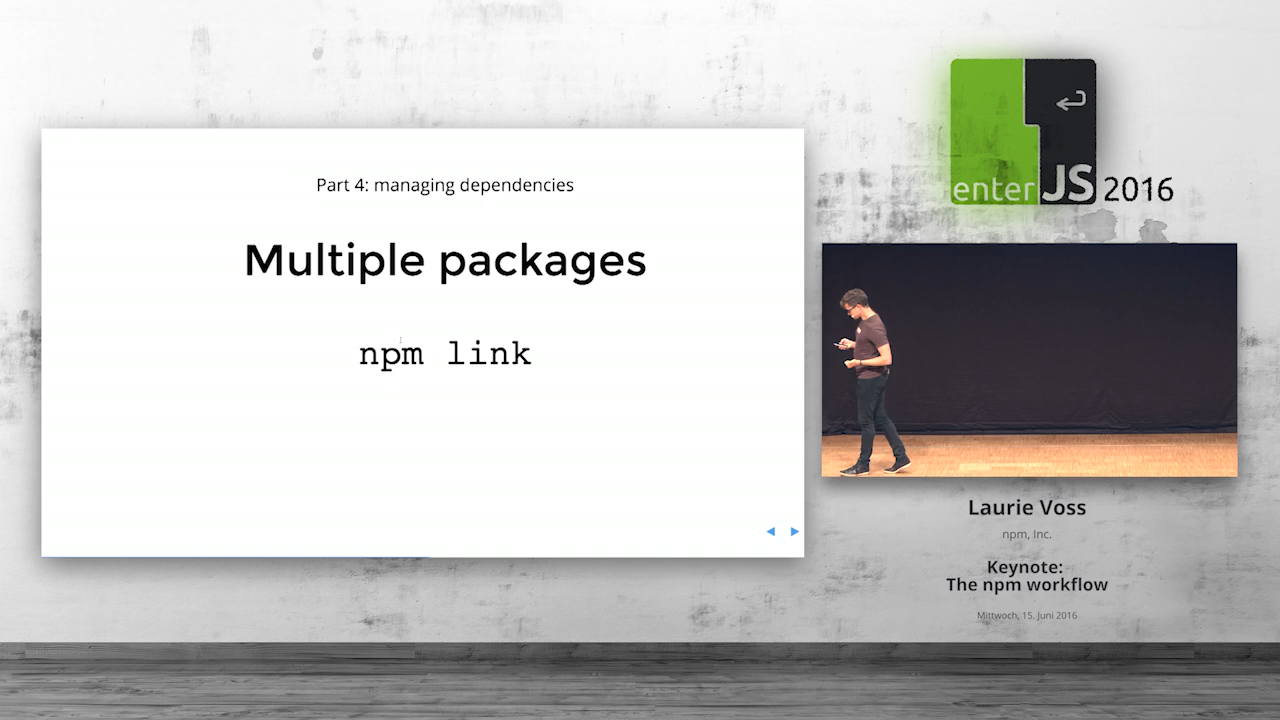 Part 4: managing dependencies
Multiple packages
npm link
enter JS 2016
Laurie Voss
npm, Inc.
Keynote:
The npm workflow
Mittwoch, 15. Juni 2016